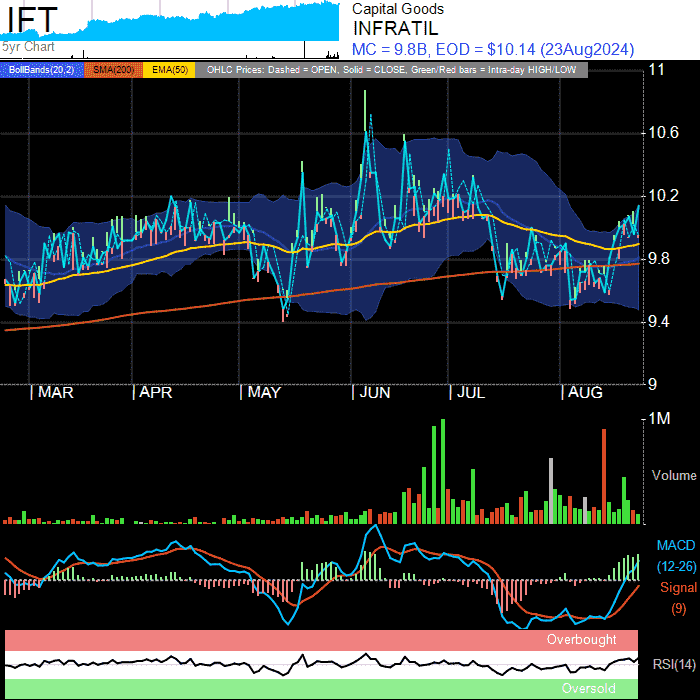 IFT
5yr Chart
Capital Goods
INFRATIL
MC = 9.8B, EOD = $10.14 (23Aug2024)
BollBands(20,2) SMA(200) EMA(50) OHLC Prices: Dashed = OPEN, Solid = CLOSE, Green/Red bars = Intra-day HIGH/LOW
11
10.6
10.2
9.8
9.4
9
MAR APR MAY JUN JUL AUG
1M
Volume
MACD
(12-26)
Signal
(9)
Overbought
RSI(14)
Oversold